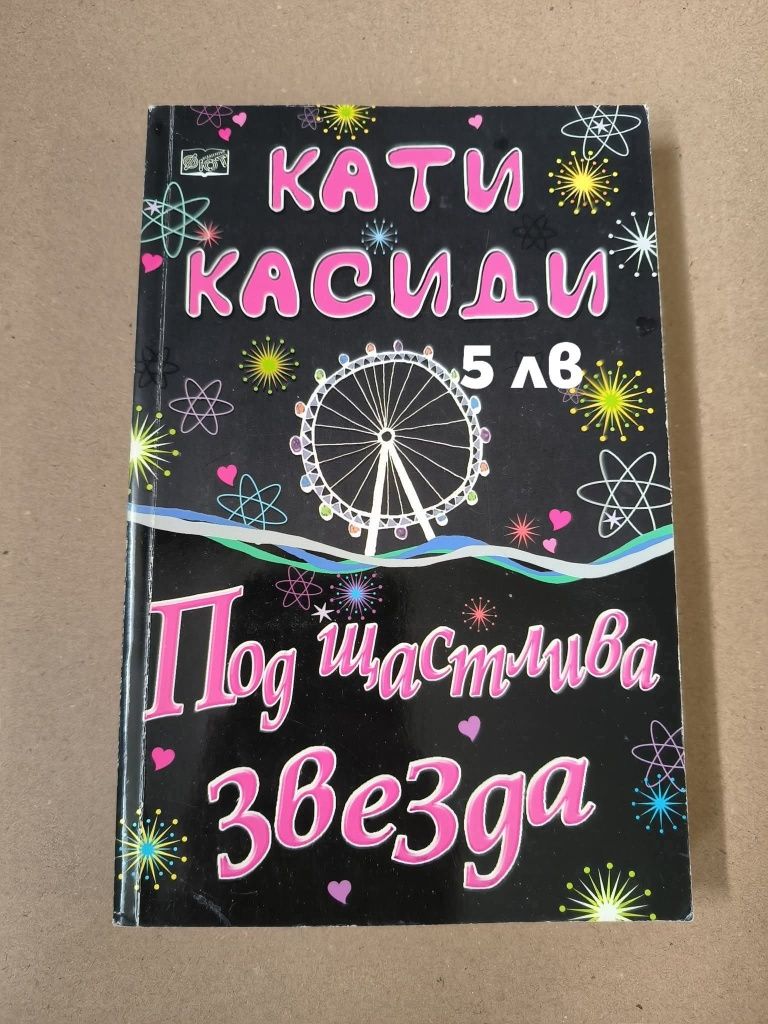 КАТИ
КАСИДИ
5 лв
Под щастлива
звезда